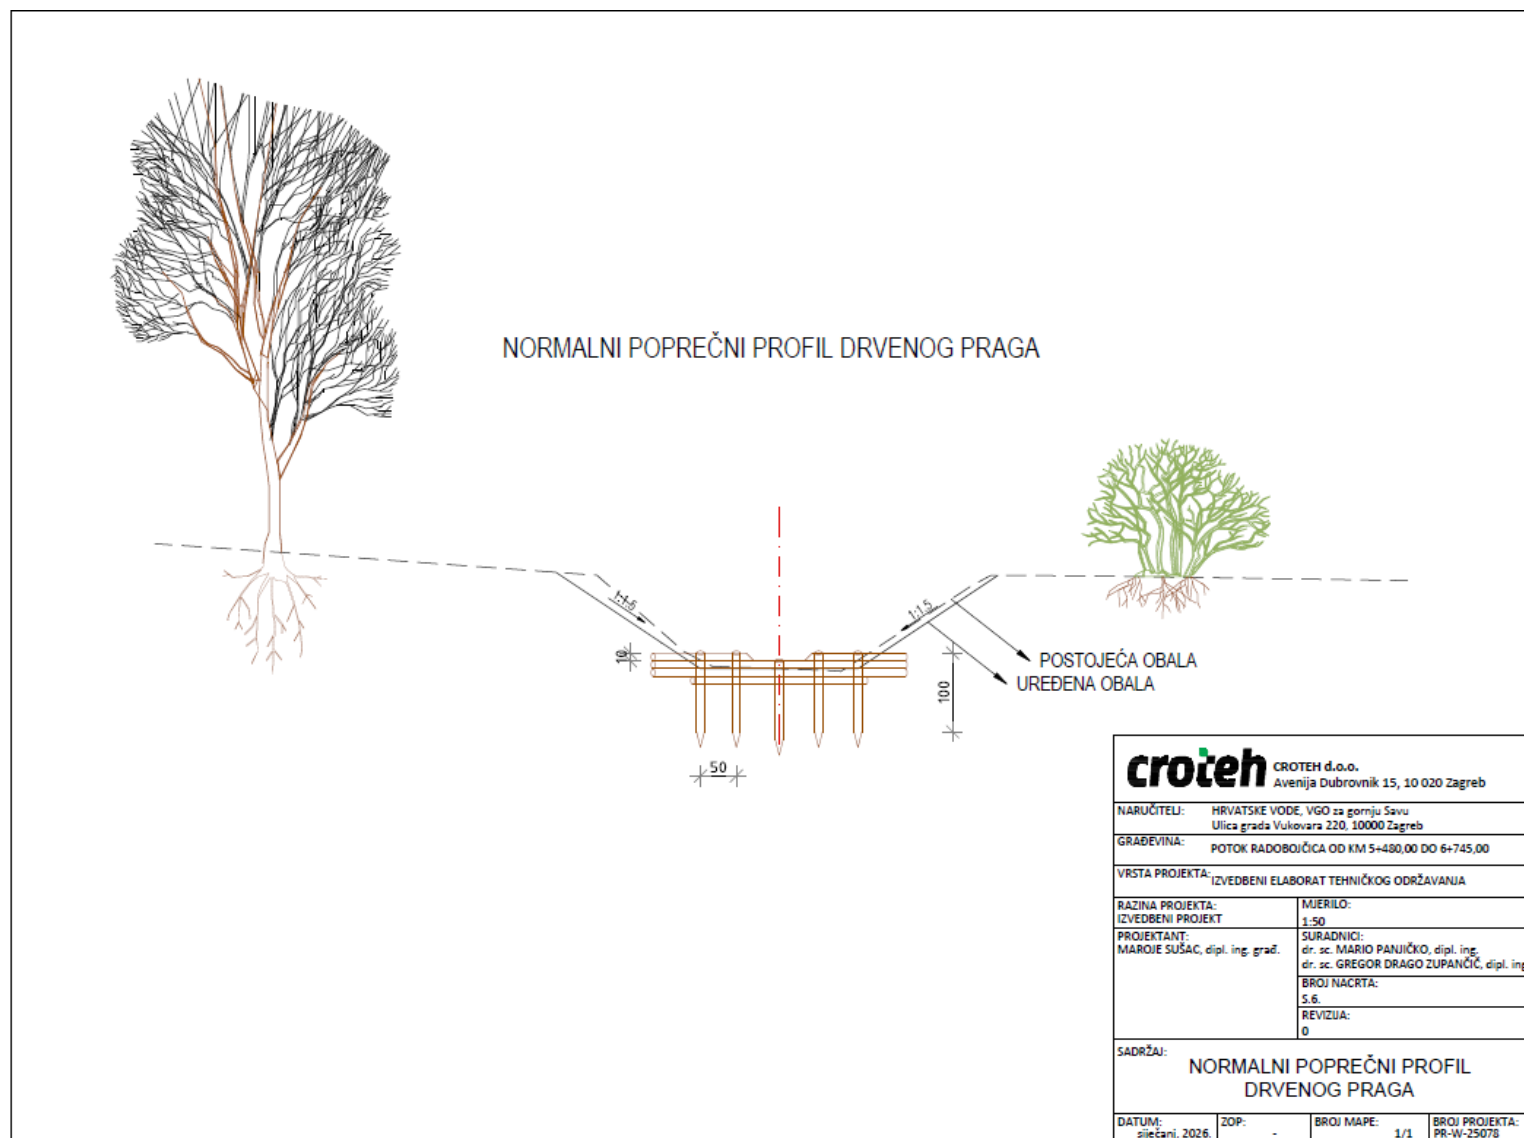 NORMALNI POPREČNI PROFIL DRVENOG PRAGA
1:1.5
1:1.5
10
POSTOJEĆA OBALA
UREĐENA OBALA
100
50
croteh
CROTEH d.o.o.
Avenija Dubrovnik 15, 10 020 Zagreb
NARUČITELJ:
HRVATSKE VODE, VGO za gornju Savu
Ulica grada Vukovara 220, 10000 Zagreb
GRAĐEVINA:
POTOK RADOBOJČICA OD KM 5+480,00 DO 6+745,00
VRSTA PROJEKTA:
IZVEDBENI ELABORAT TEHNIČKOG ODRŽAVANJA
RAZINA PROJEKTA:
IZVEDBENI PROJEKT
MJERILO:
1:50
PROJEKTANT:
MAROJE SUŠAC, dipl. ing. građ.
SURADNICI:
dr. sc. MARIO PANJIČKO, dipl. ing.
dr. sc. GREGOR DRAGO ZUPANČIČ, dipl. ing
BROJ NACRTA:
5.6.
REVIZIJA:
0
SADRŽAJ:
NORMALNI POPREČNI PROFIL
DRVENOG PRAGA
DATUM:
siječanj, 2026.
ZOP:
-
BROJ MAPE:
1/1
BROJ PROJEKTA:
PR-W-25078